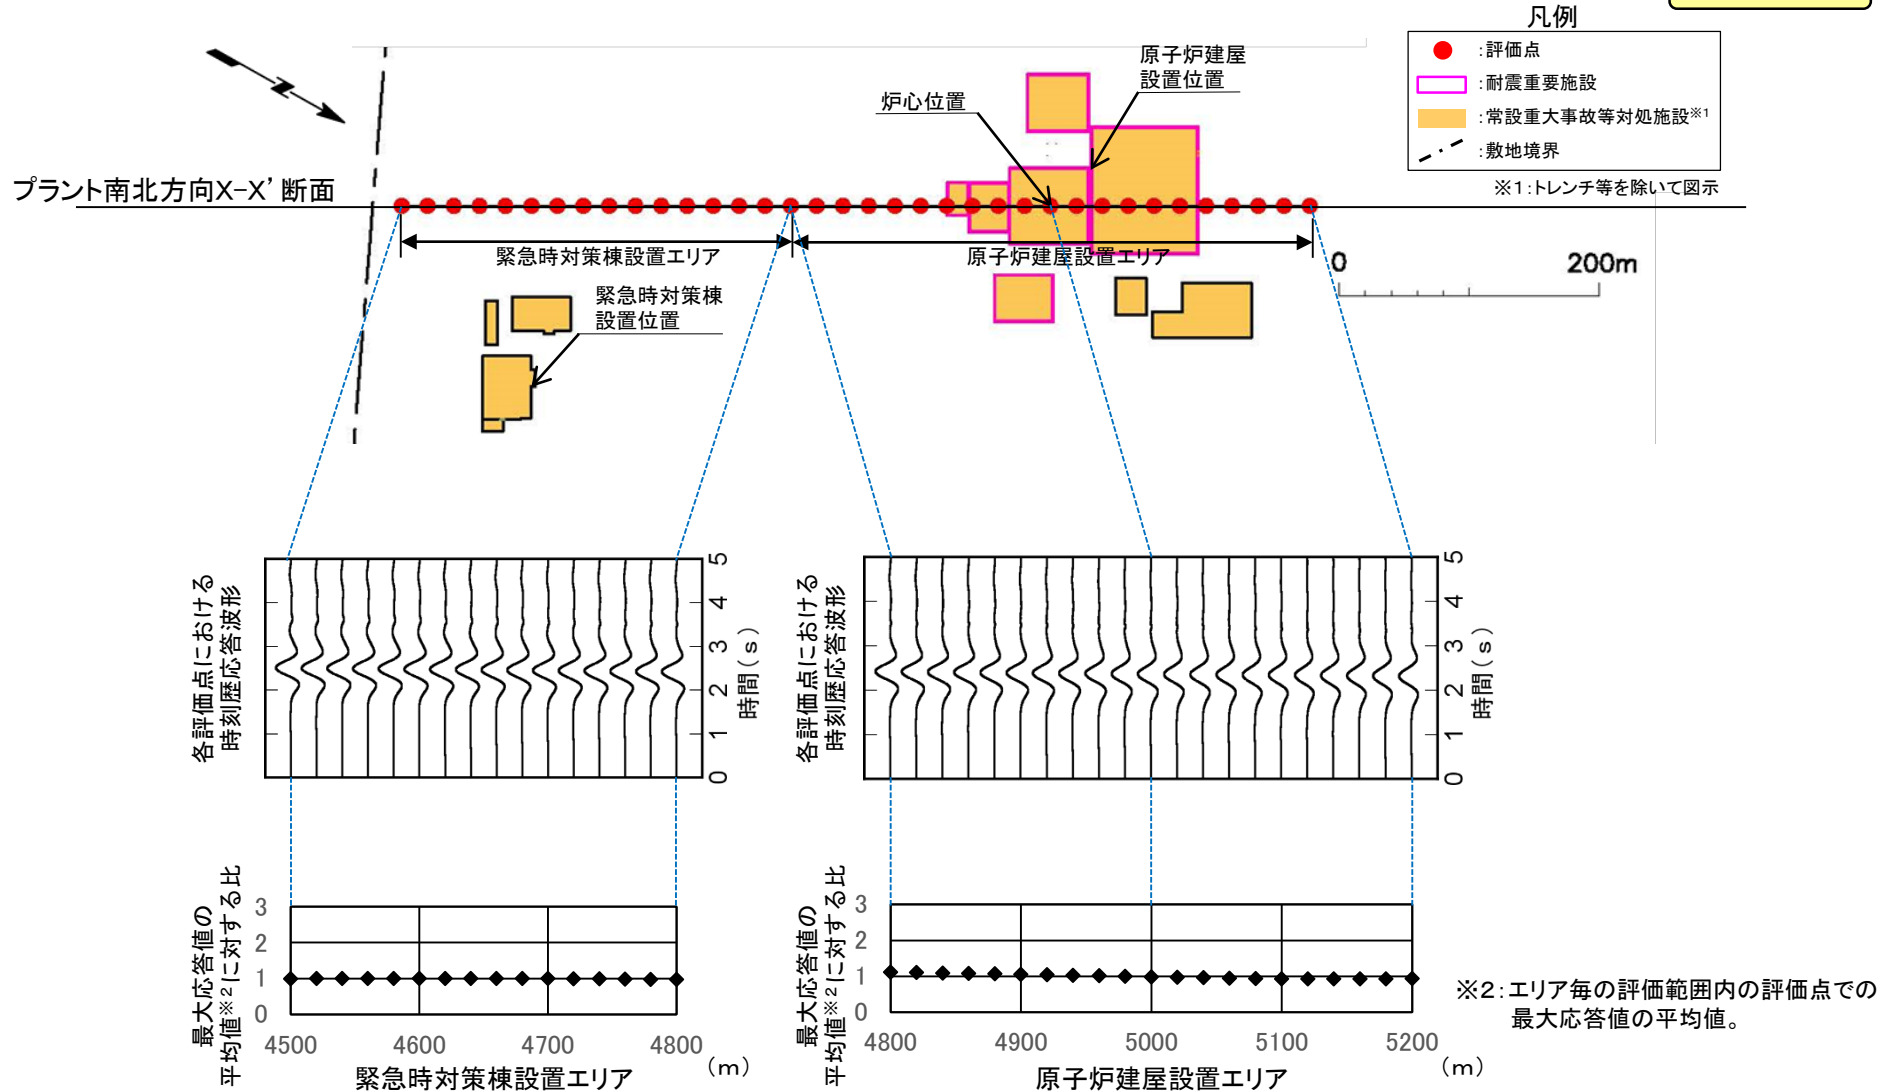 凡例
:評価点
:耐震重要施設
:常設重大事故等対処施設※1
:敷地境界
※1:トレンチ等を除いて図示
原子炉建屋
設置位置
炉心位置
プラント南北方向X-X'断面
緊急時対策棟設置エリア
原子炉建屋設置エリア
0 200m
緊急時対策棟
設置位置
各評価点における
時刻歴応答波形
0 1 2 3 4 5
時間(s)
各評価点における
時刻歴応答波形
0 1 2 3 4 5
時間(s)
最大応答値の
平均値※2に対する比
3
2
1
0
4500 4600 4700 4800
(m)
緊急時対策棟設置エリア
最大応答値の
平均値※2に対する比
3
2
1
0
4800 4900 5000 5100 5200
(m)
原子炉建屋設置エリア
※2:エリア毎の評価範囲内の評価点での
最大応答値の平均値。